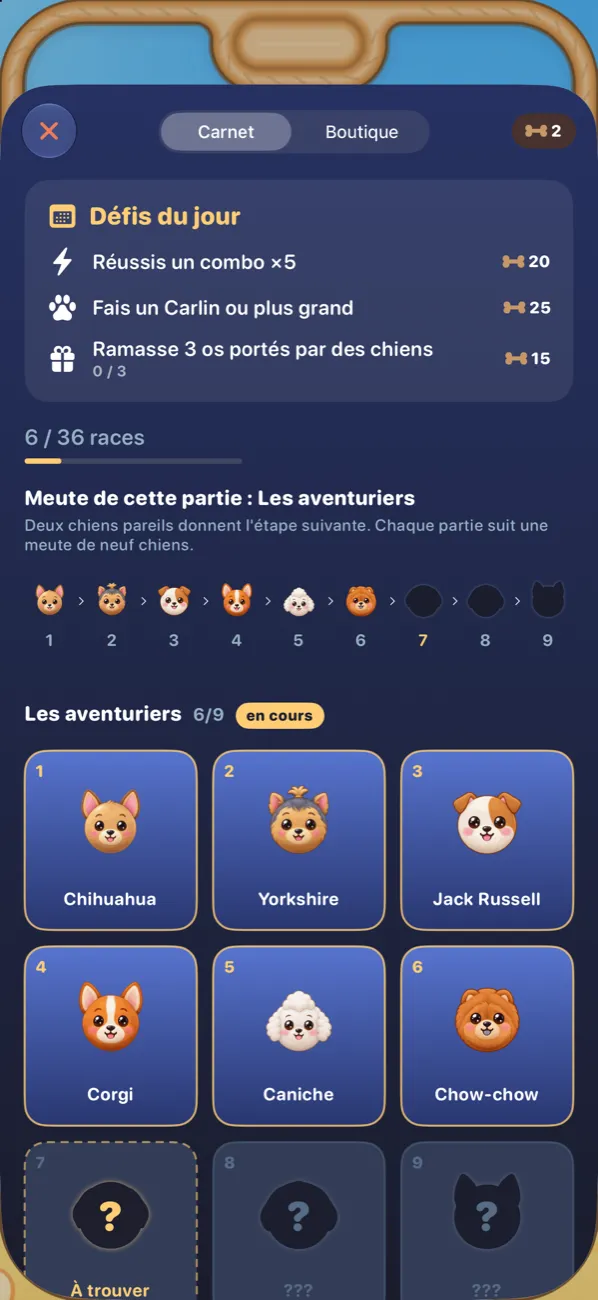 Carnet
Boutique
2
Défis du jour
Réussis un combo ×5
20
Fais un Carlin ou plus grand
25
Ramasse 3 os portés par des chiens
0 / 3
15
6 / 36 races
Meute de cette partie : Les aventuriers
Deux chiens pareils donnent l'étape suivante. Chaque partie suit une
meute de neuf chiens.
1 2 3 4 5 6 7 8 9
Les aventuriers 6/9 en cours
1
Chihuahua
2
Yorkshire
3
Jack Russell
4
Corgi
5
Caniche
6
Chow-chow
7
?
À trouver
8
?
???
9
?
???